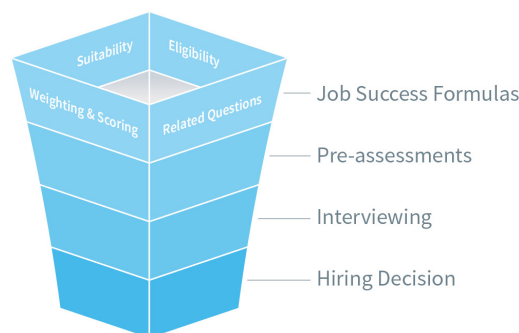 Suitability
Eligibility
Weighting & Scoring
Related Questions
Job Success Formulas
Pre-assessments
Interviewing
Hiring Decision